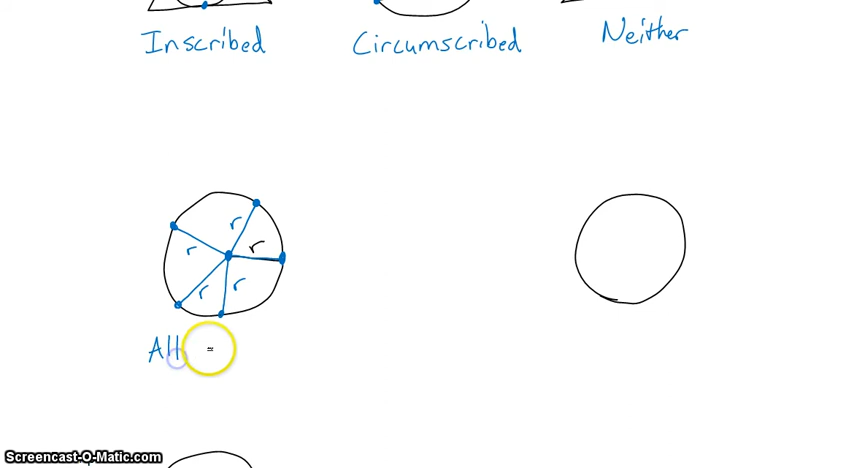 Inscribed Circumscribed Neither
r
r r
r r
All
Screencast-O-Matic.com